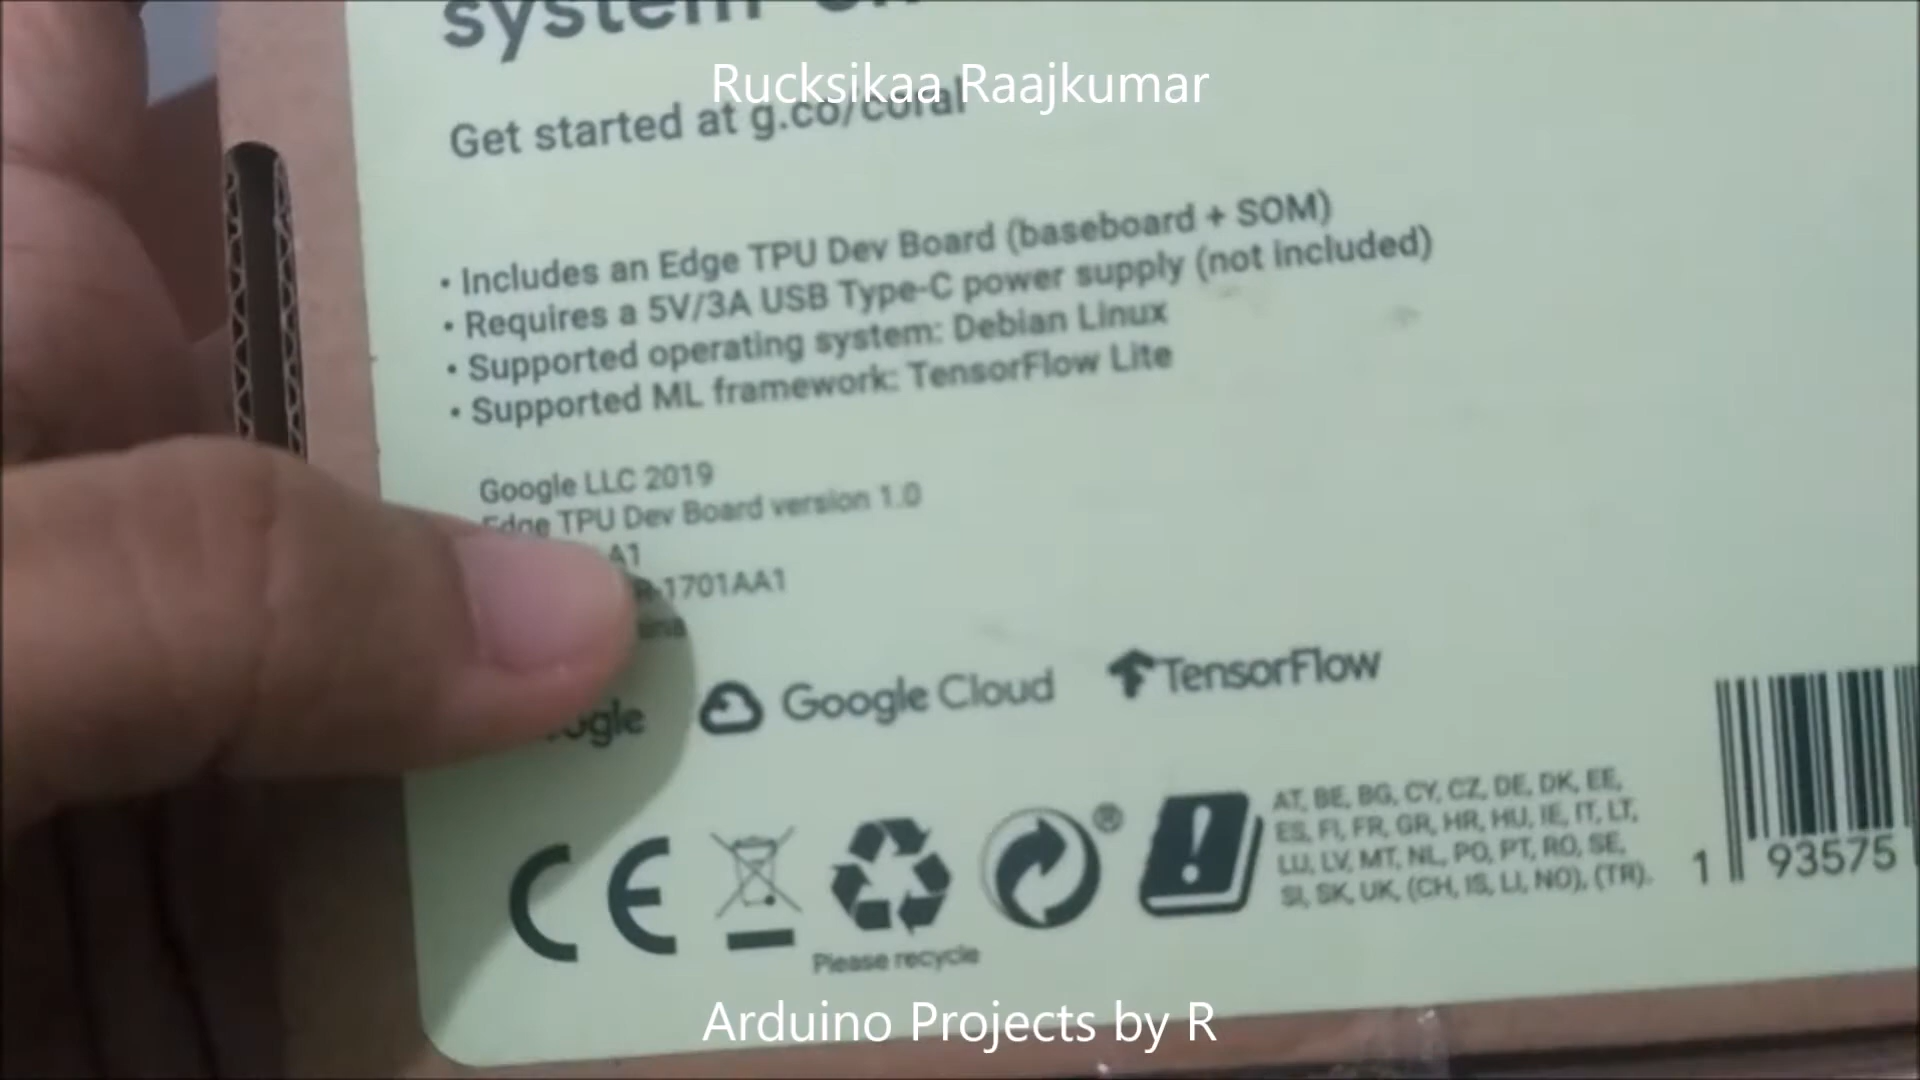 system
Rucksikaa Raajkumar
Get started at g.co/coral
• Includes an Edge TPU Dev Board (baseboard + SOM)
• Requires a 5V/3A USB Type-C power supply (not included)
• Supported operating system: Debian Linux
• Supported ML framework: TensorFlow Lite
Google LLC 2019
Edge TPU Dev Board version 1.0
A1
-1701AA1
Google Cloud
TensorFlow
CE
®
AT, BE, BG, CY, CZ, DE, DK, EE,
ES, FI, FR, GR, HR, HU, IE, IT, LT,
LU, LV, MT, NL, PO, PT, RO, SE,
SI, SK, UK, (CH, IS, LI, NO), (TR).
1 93575
Please recycle
Arduino Projects by R